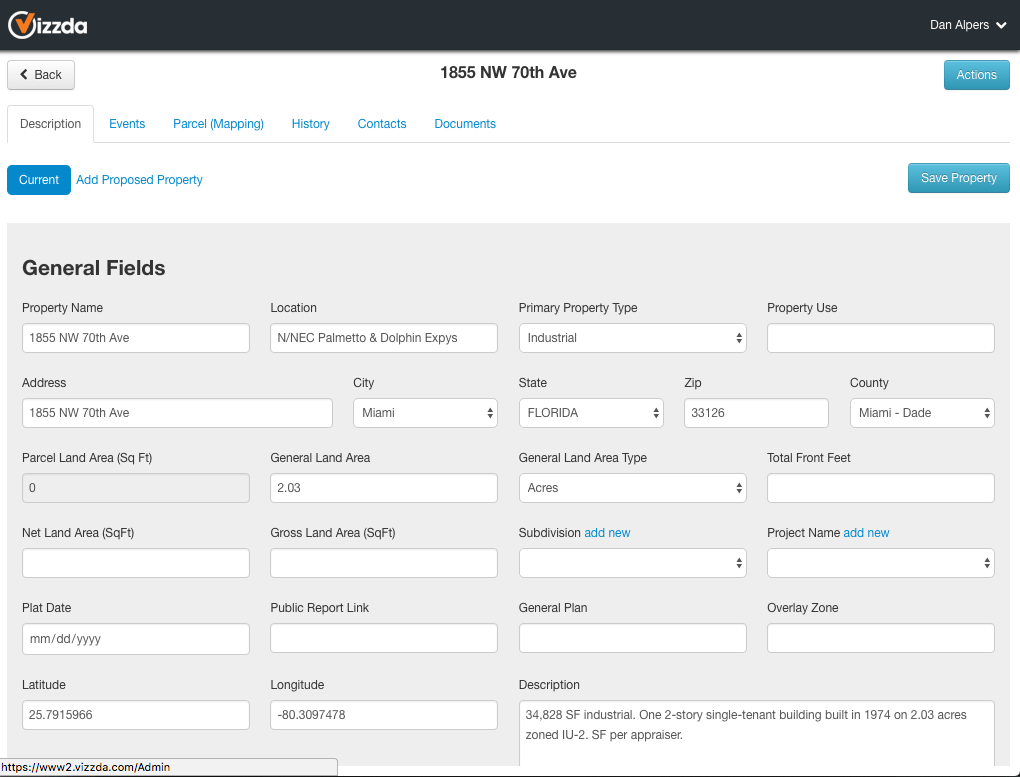 Vizzda
Dan Alpers
Back
1855 NW 70th Ave
Actions
Description Events Parcel (Mapping) History Contacts Documents
Current Add Proposed Property
Save Property
General Fields
Property Name Location Primary Property Type Property Use
1855 NW 70th Ave N/NEC Palmetto & Dolphin Expys Industrial
Address City State Zip County
1855 NW 70th Ave Miami FLORIDA 33126 Miami - Dade
Parcel Land Area (Sq Ft) General Land Area General Land Area Type Total Front Feet
0 2.03 Acres
Net Land Area (SqFt) Gross Land Area (SqFt) Subdivision add new Project Name add new
Plat Date Public Report Link General Plan Overlay Zone
mm/dd/yyyy
Latitude Longitude Description
25.7915966 -80.3097478 34,828 SF industrial. One 2-story single-tenant building built in 1974 on 2.03 acres
zoned IU-2. SF per appraiser.
https://www2.vizzda.com/Admin